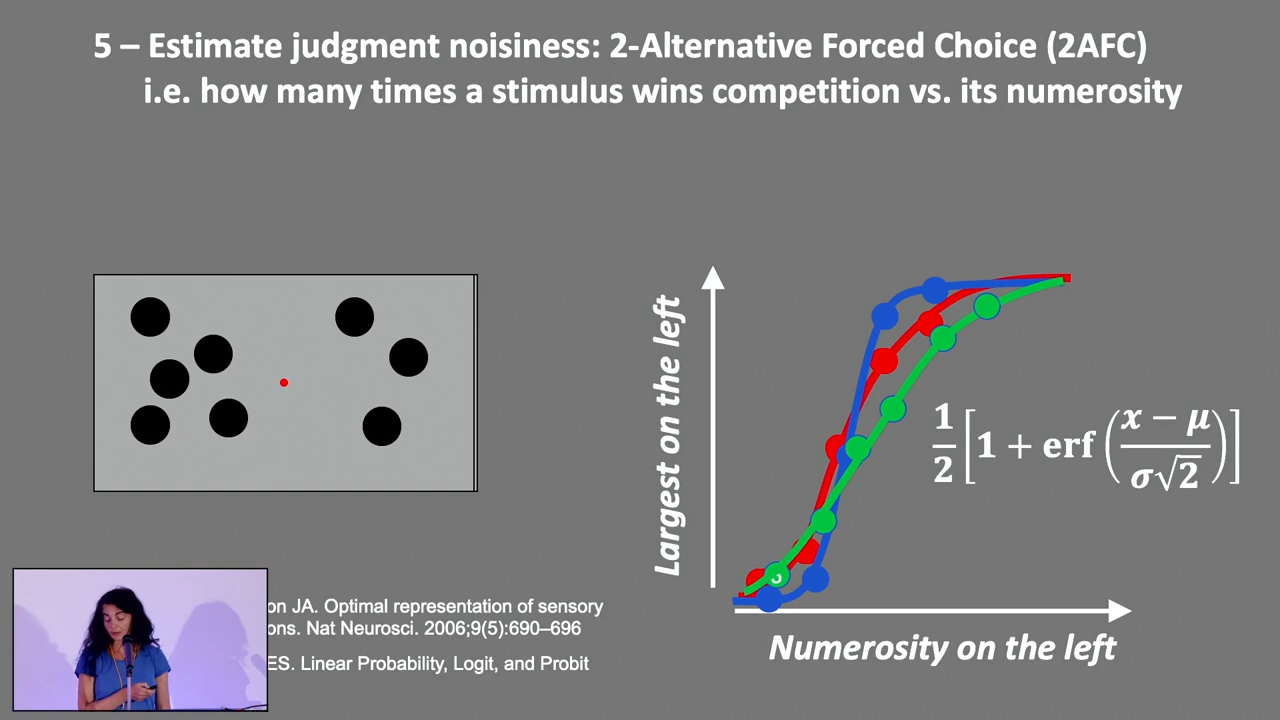 5 – Estimate judgment noisiness: 2-Alternative Forced Choice (2AFC)
i.e. how many times a stimulus wins competition vs. its numerosity
Largest on the left
1/2 [1 + erf ((x − μ)/(σ√2))]
Numerosity on the left
on JA. Optimal representation of sensory
ons. Nat Neurosci. 2006;9(5):690–696
ES. Linear Probability, Logit, and Probit